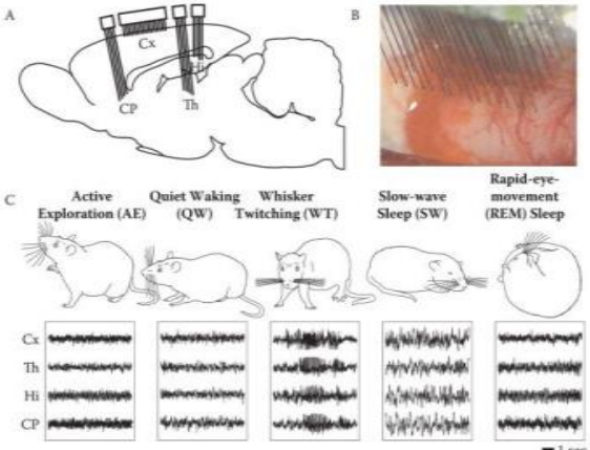 A
B
Cx
Hi
CP
Th
C
Active
Exploration (AE)
Quiet Waking
(QW)
Whisker
Twitching (WT)
Slow-wave
Sleep (SW)
Rapid-eye-
movement
(REM) Sleep
Cx
Th
Hi
CP